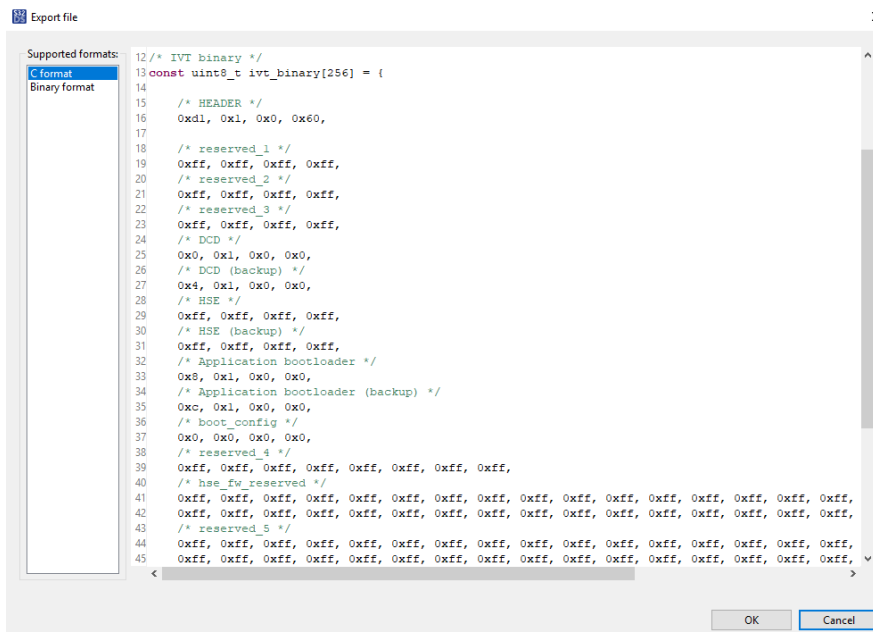 S32 DS Export file
Supported formats:
C format
Binary format
12 /* IVT binary */
13 const uint8_t ivt_binary[256] = {
14
15 /* HEADER */
16 0xd1, 0x1, 0x0, 0x60,
17
18 /* reserved_1 */
19 0xff, 0xff, 0xff, 0xff,
20 /* reserved_2 */
21 0xff, 0xff, 0xff, 0xff,
22 /* reserved_3 */
23 0xff, 0xff, 0xff, 0xff,
24 /* DCD */
25 0x0, 0x1, 0x0, 0x0,
26 /* DCD (backup) */
27 0x4, 0x1, 0x0, 0x0,
28 /* HSE */
29 0xff, 0xff, 0xff, 0xff,
30 /* HSE (backup) */
31 0xff, 0xff, 0xff, 0xff,
32 /* Application bootloader */
33 0x8, 0x1, 0x0, 0x0,
34 /* Application bootloader (backup) */
35 0xc, 0x1, 0x0, 0x0,
36 /* boot_config */
37 0x0, 0x0, 0x0, 0x0,
38 /* reserved_4 */
39 0xff, 0xff, 0xff, 0xff, 0xff, 0xff, 0xff, 0xff,
40 /* hse_fw_reserved */
41 0xff, 0xff, 0xff, 0xff, 0xff, 0xff, 0xff, 0xff, 0xff, 0xff, 0xff, 0xff, 0xff, 0xff, 0xff, 0xff,
42 0xff, 0xff, 0xff, 0xff, 0xff, 0xff, 0xff, 0xff, 0xff, 0xff, 0xff, 0xff, 0xff, 0xff, 0xff, 0xff,
43 /* reserved_5 */
44 0xff, 0xff, 0xff, 0xff, 0xff, 0xff, 0xff, 0xff, 0xff, 0xff, 0xff, 0xff, 0xff, 0xff, 0xff, 0xff,
45 0xff, 0xff, 0xff, 0xff, 0xff, 0xff, 0xff, 0xff, 0xff, 0xff, 0xff, 0xff, 0xff, 0xff, 0xff, 0xff,
OK
Cancel